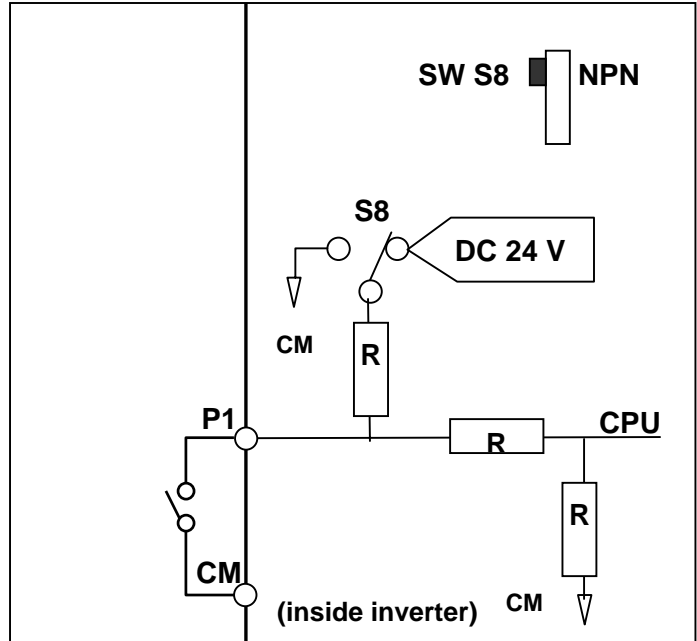 SW S8 NPN
S8
DC 24 V
CM
R
P1
R
CPU
R
CM
(inside inverter)
CM